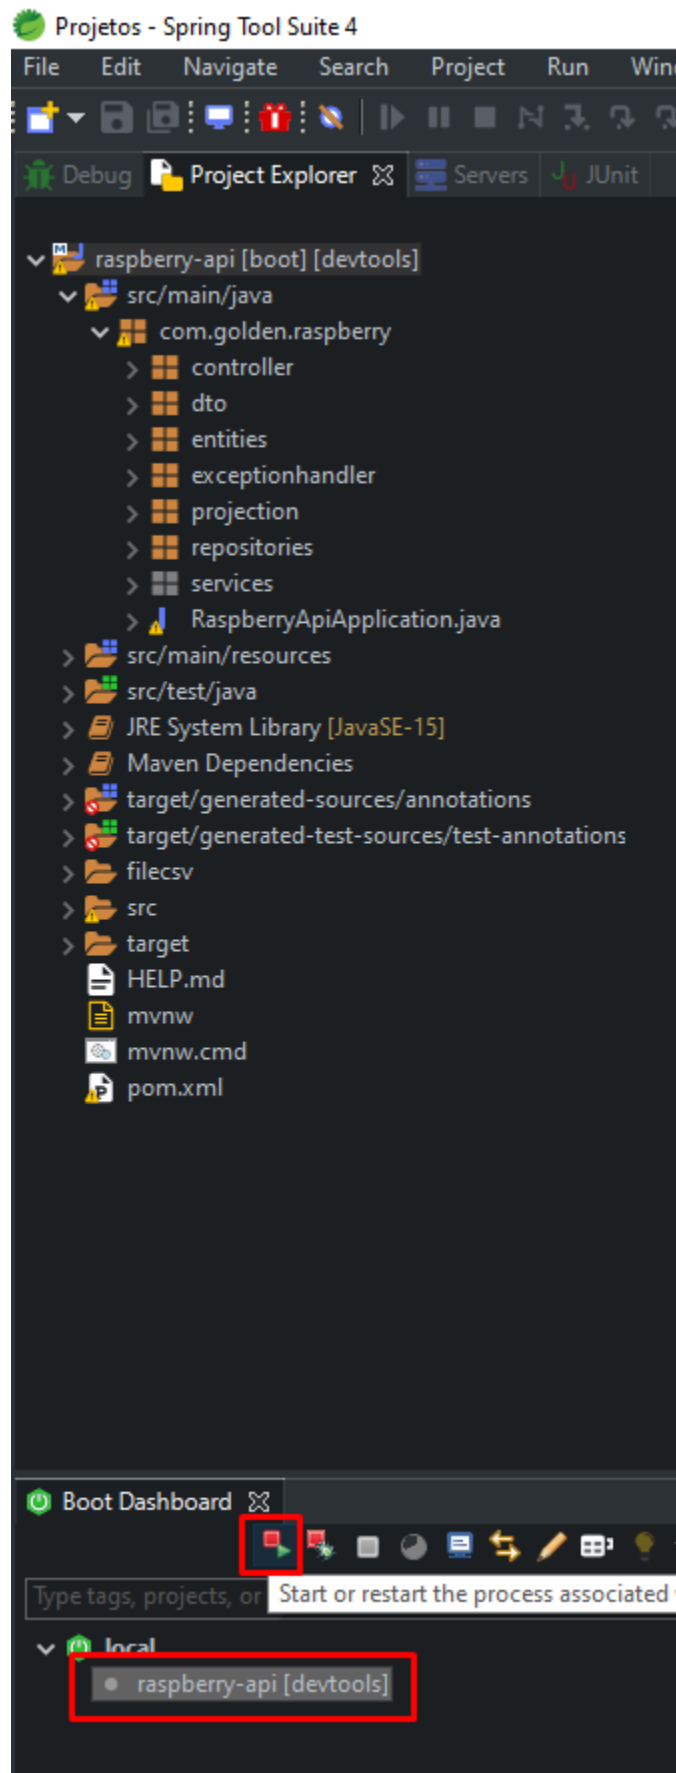 Projetos - Spring Tool Suite 4
File Edit Navigate Search Project Run Win
Debug Project Explorer Servers JUnit
raspberry-api [boot] [devtools]
src/main/java
com.golden.raspberry
controller
dto
entities
exceptionhandler
projection
repositories
services
RaspberryApiApplication.java
src/main/resources
src/test/java
JRE System Library [JavaSE-15]
Maven Dependencies
target/generated-sources/annotations
target/generated-test-sources/test-annotations
filecsv
src
target
HELP.md
mvnw
mvnw.cmd
pom.xml
Boot Dashboard
Type tags, projects, or
Start or restart the process associated
local
raspberry-api [devtools]